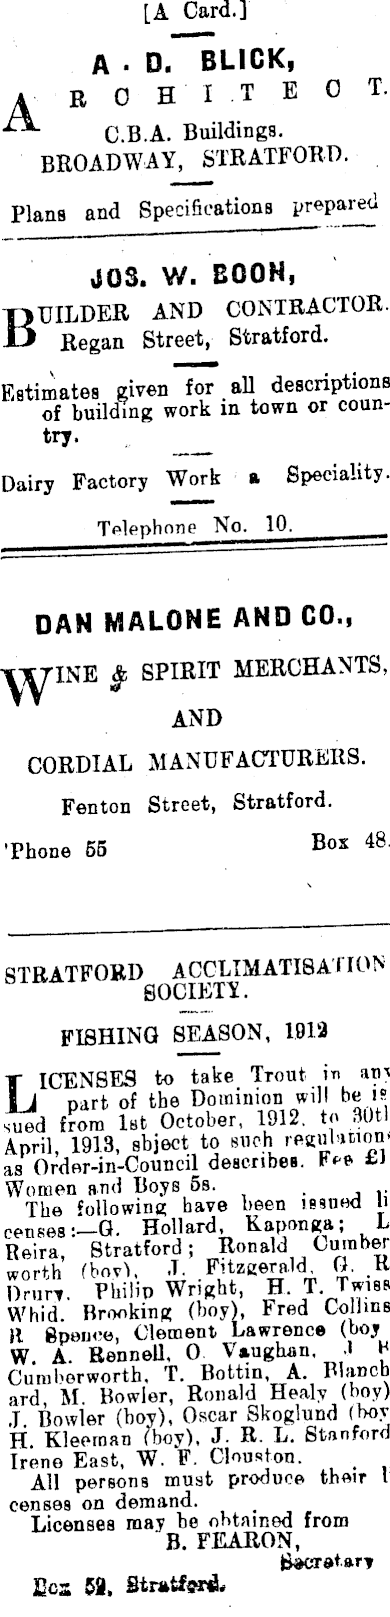 [A Card.]
A. D. BLICK,
ARCHITECT.
C.B.A. Buildings.
BROADWAY, STRATFORD.
Plans and Specifications prepared
JOS. W. BOON,
BUILDER AND CONTRACTOR.
Regan Street, Stratford.
Estimates given for all descriptions
of building work in town or coun-
try.
Dairy Factory Work a Speciality.
Telephone No. 10.
DAN MALONE AND CO.,
WINE & SPIRIT MERCHANTS,
AND
CORDIAL MANUFACTURERS.
Fenton Street, Stratford.
'Phone 55 Box 48.
STRATFORD ACCLIMATISATION
SOCIETY.
FISHING SEASON, 1912
LICENSES to take Trout in any
part of the Dominion will be is
sued from 1st October, 1912, to 30tl
April, 1913, sbject to such regulations
as Order-in-Council describes. Fee £1
Women and Boys 5s.
The following have been issued li
censes:—G. Hollard, Kaponga; L
Reira, Stratford; Ronald Cumber
worth (boy), J. Fitzgerald, G. R
Drury, Philip Wright, H. T. Twiss
Whid. Brooking (boy), Fred Collins
R Spence, Clement Lawrence (boy
W. A. Rennell, O. Vaughan, J
Cumberworth, T. Bottin, A. Blanch
ard, M. Bowler, Ronald Healy (boy)
J. Bowler (boy), Oscar Skoglund (boy
H. Kleeman (boy), J. R. L. Stanford
Irene East, W. F. Clouston.
All persons must produce their l
censes on demand.
Licenses may be obtained from
B. FEARON,
Secretary
Box 59, Stratford.